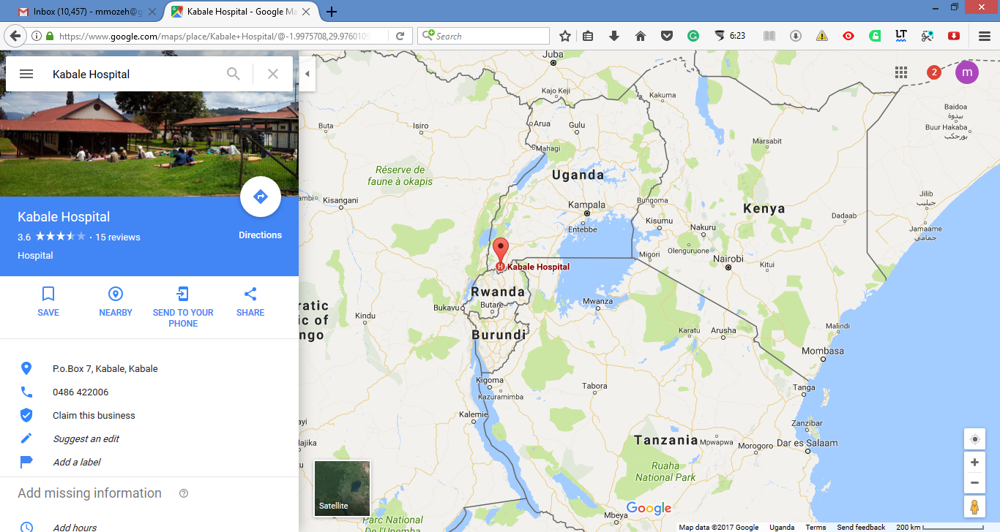 Inbox (10,457) - mmozeh@g
Kabale Hospital - Google Ma
https://www.google.com/maps/place/Kabale+Hospital/@-1.9975708,29.9760109
Search
6:23
LT
Kabale Hospital
Kabale Hospital
3.6
· 15 reviews
Hospital
Directions
SAVE
NEARBY
SEND TO YOUR
PHONE
SHARE
P.o.Box 7, Kabale, Kabale
0486 422006
Claim this business
Suggest an edit
Add a label
Add missing information
Add hours
Juba
2
m
Kajo Keji
Kakuma
Baidoa
بيدوة
Buta
Isiro
Arua
Gulu
Buur Hakaba
بورحكب
Marsabit
Mahagi
Réserve de
faune à okapis
Uganda
Kisangani
Kampala
Bungoma
Kenya
Jilib
جيليب
Dadaab
Entebbe
Kisumu
Nakuru
Jamaame
جمامي
Olenguruone
Migori
Nairobi
Kitui
H
Kabale Hospital
Rwanda
Butare
Bukavu
Mwanza
ratic
ic of
ngo
Kindu
Burundi
Karatu
Arusha
Malindi
Mombasa
Kigoma
Kazuramimba
Tabora
Tanga
Kalemie
Zanzibar
Tanzania
Mpwapwa
Morogoro
Dar es Salaam
Ruaha
National Park
Satellite
Google
Parc National
De l'Upemba
Mbeya
Map data ©2017 Google
Uganda
Terms
Send feedback
200 km